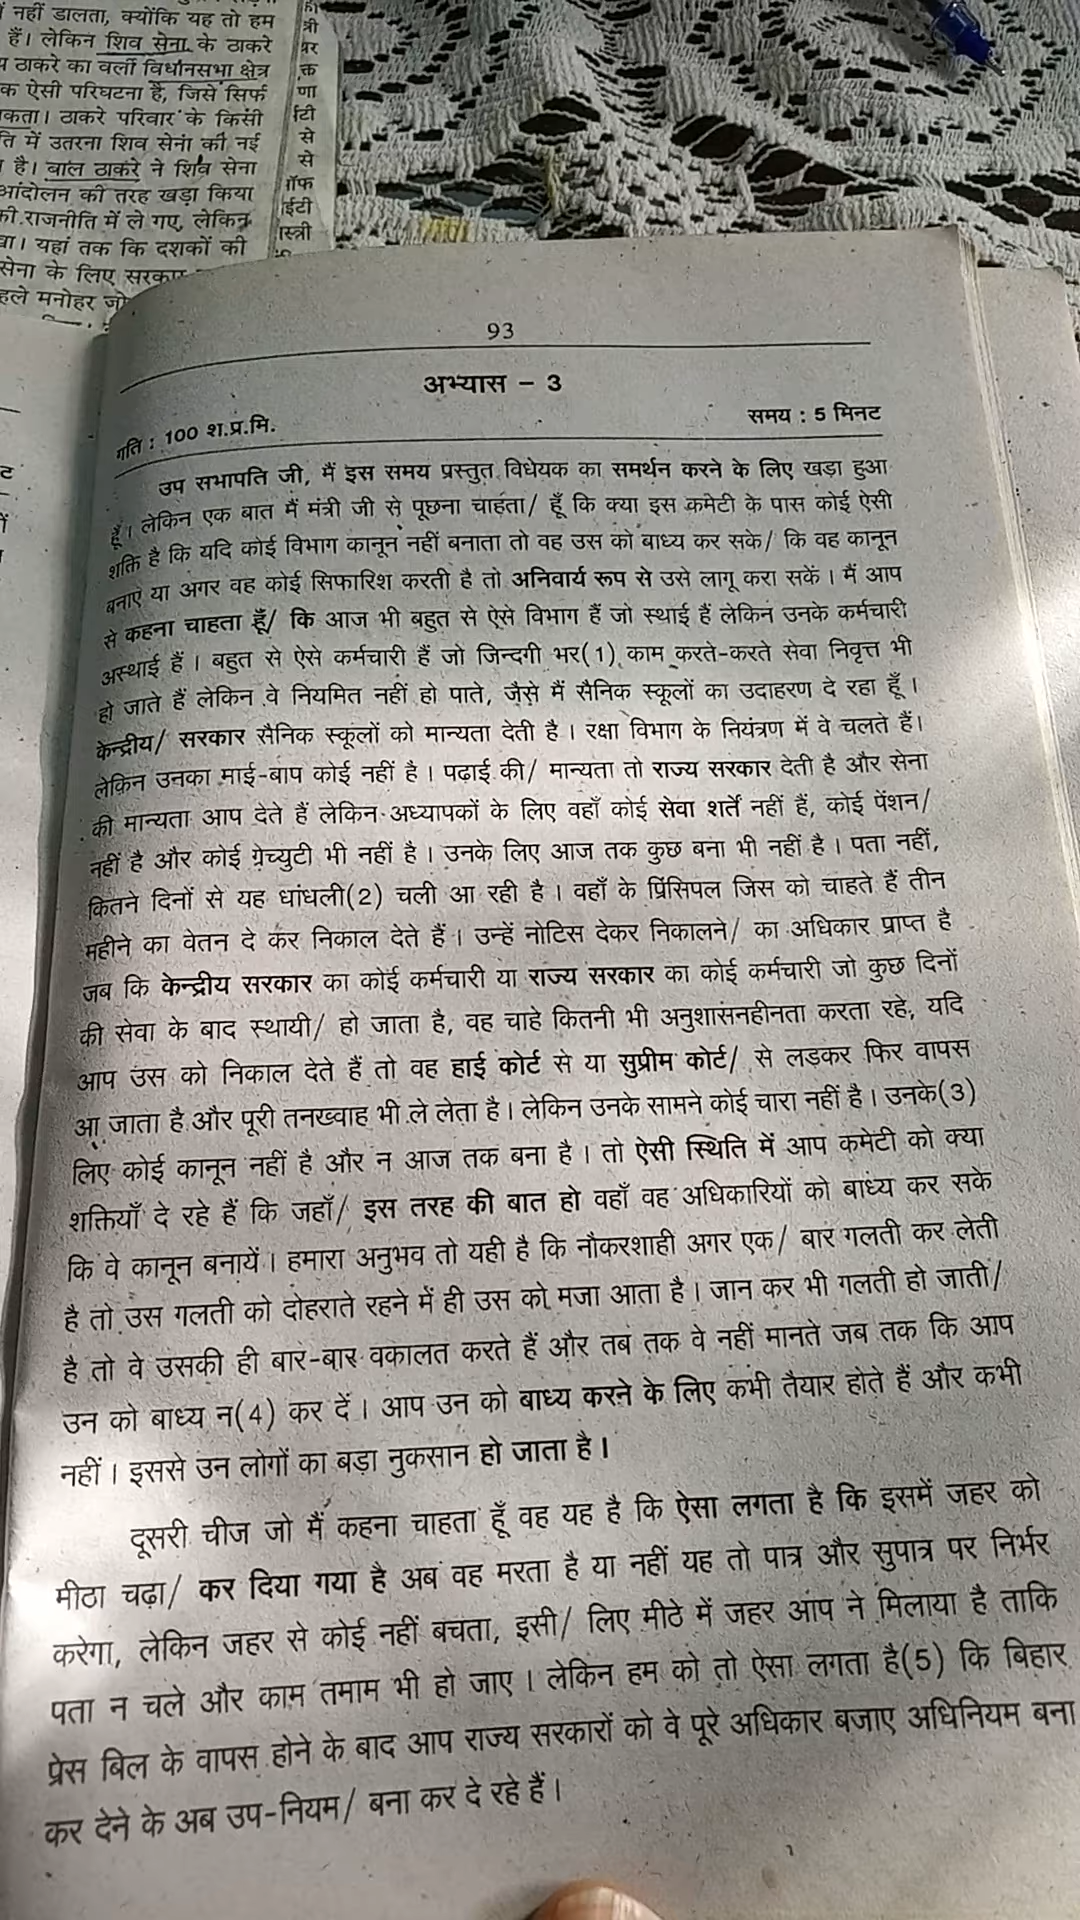 नहीं डालता, क्योंकि यह तो हम
हैं। लेकिन शिव सेना के ठाकरे
ठाकरे का वर्ली विधानसभा क्षेत्र
क ऐसी परिघटना है, जिसे सिर्फ
कता। ठाकरे परिवार के किसी
ति में उतरना शिव सेना की नई
है। बाल ठाकरे ने शिव सेना
आंदोलन की तरह खड़ा किया
की राजनीति में ले गए, लेकिन
वा। यहां तक कि दशकों की
सेना के लिए सरकार
हले मनोहर जो
93
अभ्यास - 3
गति : 100 श.प्र.मि.
समय : 5 मिनट
उप सभापति जी, मैं इस समय प्रस्तुत विधेयक का समर्थन करने के लिए खड़ा हुआ
हूँ। लेकिन एक बात मैं मंत्री जी से पूछना चाहता/ हूँ कि क्या इस कमेटी के पास कोई ऐसी
शक्ति है कि यदि कोई विभाग कानून नहीं बनाता तो वह उस को बाध्य कर सके/ कि वह कानून
बनाएं या अगर वह कोई सिफारिश करती है तो अनिवार्य रूप से उसे लागू करा सकें। मैं आप
से कहना चाहता हूँ/ कि आज भी बहुत से ऐसे विभाग हैं जो स्थाई हैं लेकिन उनके कर्मचारी
अस्थाई हैं। बहुत से ऐसे कर्मचारी हैं जो जिन्दगी भर(1) काम करते-करते सेवा निवृत्त भी
हो जाते हैं लेकिन वे नियमित नहीं हो पाते, जैसे मैं सैनिक स्कूलों का उदाहरण दे रहा हूँ।
केन्द्रीय/ सरकार सैनिक स्कूलों को मान्यता देती है। रक्षा विभाग के नियंत्रण में वे चलते हैं।
लेकिन उनका माई-बाप कोई नहीं है। पढ़ाई की/ मान्यता तो राज्य सरकार देती है और सेना
की मान्यता आप देते हैं लेकिन अध्यापकों के लिए वहाँ कोई सेवा शर्तें नहीं हैं, कोई पेंशन/
नहीं है और कोई ग्रेच्युटी भी नहीं है। उनके लिए आज तक कुछ बना भी नहीं है। पता नहीं,
कितने दिनों से यह धांधली(2) चली आ रही है। वहाँ के प्रिंसिपल जिस को चाहते हैं तीन
महीने का वेतन दे कर निकाल देते हैं। उन्हें नोटिस देकर निकालने/ का अधिकार प्राप्त है
जब कि केन्द्रीय सरकार का कोई कर्मचारी या राज्य सरकार का कोई कर्मचारी जो कुछ दिनों
की सेवा के बाद स्थायी/ हो जाता है, वह चाहे कितनी भी अनुशासनहीनता करता रहे, यदि
आप उस को निकाल देते हैं तो वह हाई कोर्ट से या सुप्रीम कोर्ट/ से लड़कर फिर वापस
आ जाता है और पूरी तनख्वाह भी ले लेता है। लेकिन उनके सामने कोई चारा नहीं है। उनके(3)
लिए कोई कानून नहीं है और न आज तक बना है। तो ऐसी स्थिति में आप कमेटी को क्या
शक्तियाँ दे रहे हैं कि जहाँ/ इस तरह की बात हो वहाँ वह अधिकारियों को बाध्य कर सके
कि वे कानून बनायें। हमारा अनुभव तो यही है कि नौकरशाही अगर एक/ बार गलती कर लेती
है तो उस गलती को दोहराते रहने में ही उस को मजा आता है। जान कर भी गलती हो जाती/
है तो वे उसकी ही बार-बार वकालत करते हैं और तब तक वे नहीं मानते जब तक कि आप
उन को बाध्य न(4) कर दें। आप उन को बाध्य करने के लिए कभी तैयार होते हैं और कभी
नहीं। इससे उन लोगों का बड़ा नुकसान हो जाता है।
दूसरी चीज जो मैं कहना चाहता हूँ वह यह है कि ऐसा लगता है कि इसमें जहर को
मीठा चढ़ा/ कर दिया गया है अब वह मरता है या नहीं यह तो पात्र और सुपात्र पर निर्भर
करेगा, लेकिन जहर से कोई नहीं बचता, इसी/ लिए मीठे में जहर आप ने मिलाया है ताकि
पता न चले और काम तमाम भी हो जाए। लेकिन हम को तो ऐसा लगता है(5) कि बिहार
प्रेस बिल के वापस होने के बाद आप राज्य सरकारों को वे पूरे अधिकार बजाए अधिनियम बना
कर देने के अब उप-नियम/ बना कर दे रहे हैं।